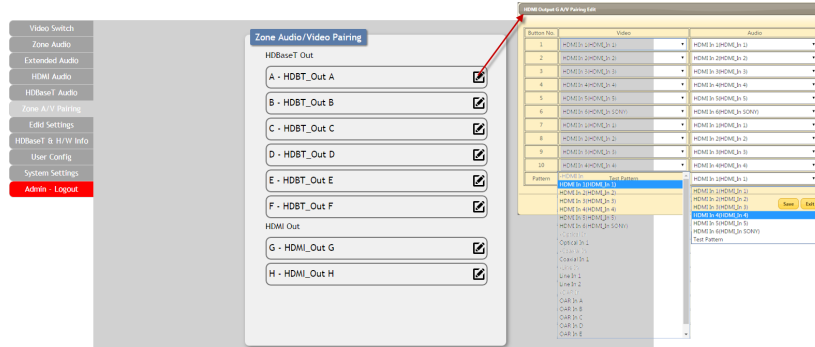 Video Switch
Zone Audio
Extended Audio
HDMI Audio
HDBaseT Audio
Zone A/V Pairing
Edid Settings
HDBaseT & H/W Info
User Config
System Settings
Admin - Logout
Zone Audio/Video Pairing
HDBaseT Out
A - HDBT_Out A
B - HDBT_Out B
C - HDBT_Out C
D - HDBT_Out D
E - HDBT_Out E
F - HDBT_Out F
HDMI Out
G - HDMI_Out G
H - HDMI_Out H
HDMI Output G A/V Pairing Edit
Button No. Video Audio
1 HDMI In 1(HDMI_In 1) HDMI In 1(HDMI_In 1)
2 HDMI In 2(HDMI_In 2) HDMI In 2(HDMI_In 2)
3 HDMI In 3(HDMI_In 3) HDMI In 3(HDMI_In 3)
4 HDMI In 4(HDMI_In 4) HDMI In 4(HDMI_In 4)
5 HDMI In 5(HDMI_In 5) HDMI In 5(HDMI_In 5)
6 HDMI In 6(HDMI_In SONY) HDMI In 6(HDMI_In SONY)
7 HDMI In 1(HDMI_In 1) HDMI In 1(HDMI_In 1)
8 HDMI In 2(HDMI_In 2) HDMI In 2(HDMI_In 2)
9 HDMI In 3(HDMI_In 3) HDMI In 3(HDMI_In 3)
10 HDMI In 4(HDMI_In 4) HDMI In 4(HDMI_In 4)
Pattern Test Pattern HDMI In 1(HDMI_In 1)
HDMI In 1(HDMI_In 1)
HDMI In 2(HDMI_In 2)
HDMI In 3(HDMI_In 3)
HDMI In 4(HDMI_In 4)
HDMI In 5(HDMI_In 5)
HDMI In 6(HDMI_In SONY)
Optical In 1
Coaxial In 1
Line In 1
Line In 2
OAR In A
OAR In B
OAR In C
OAR In D
OAR In E
HDMI In 1(HDMI_In 1)
HDMI In 2(HDMI_In 2)
HDMI In 3(HDMI_In 3)
HDMI In 4(HDMI_In 4)
HDMI In 5(HDMI_In 5)
HDMI In 6(HDMI_In SONY)
Test Pattern
Save Exit